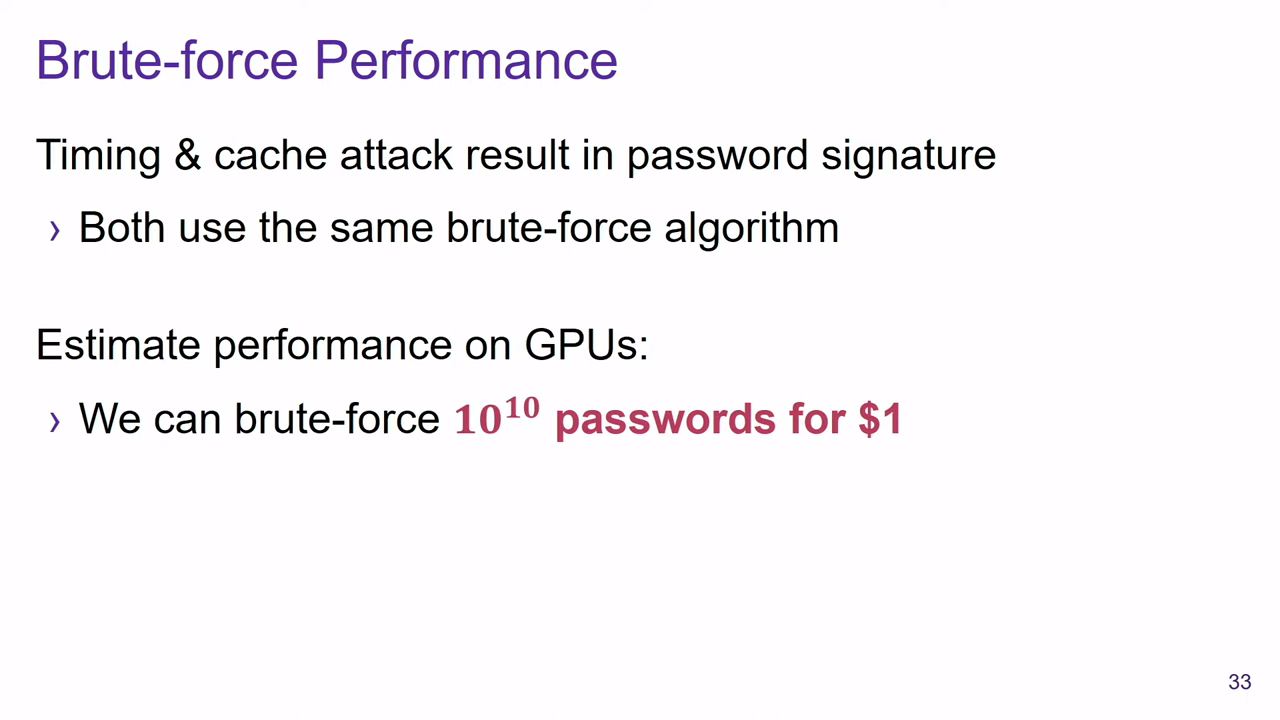 Brute-force Performance
Timing & cache attack result in password signature
› Both use the same brute-force algorithm
Estimate performance on GPUs:
› We can brute-force 10¹⁰ passwords for $1
33